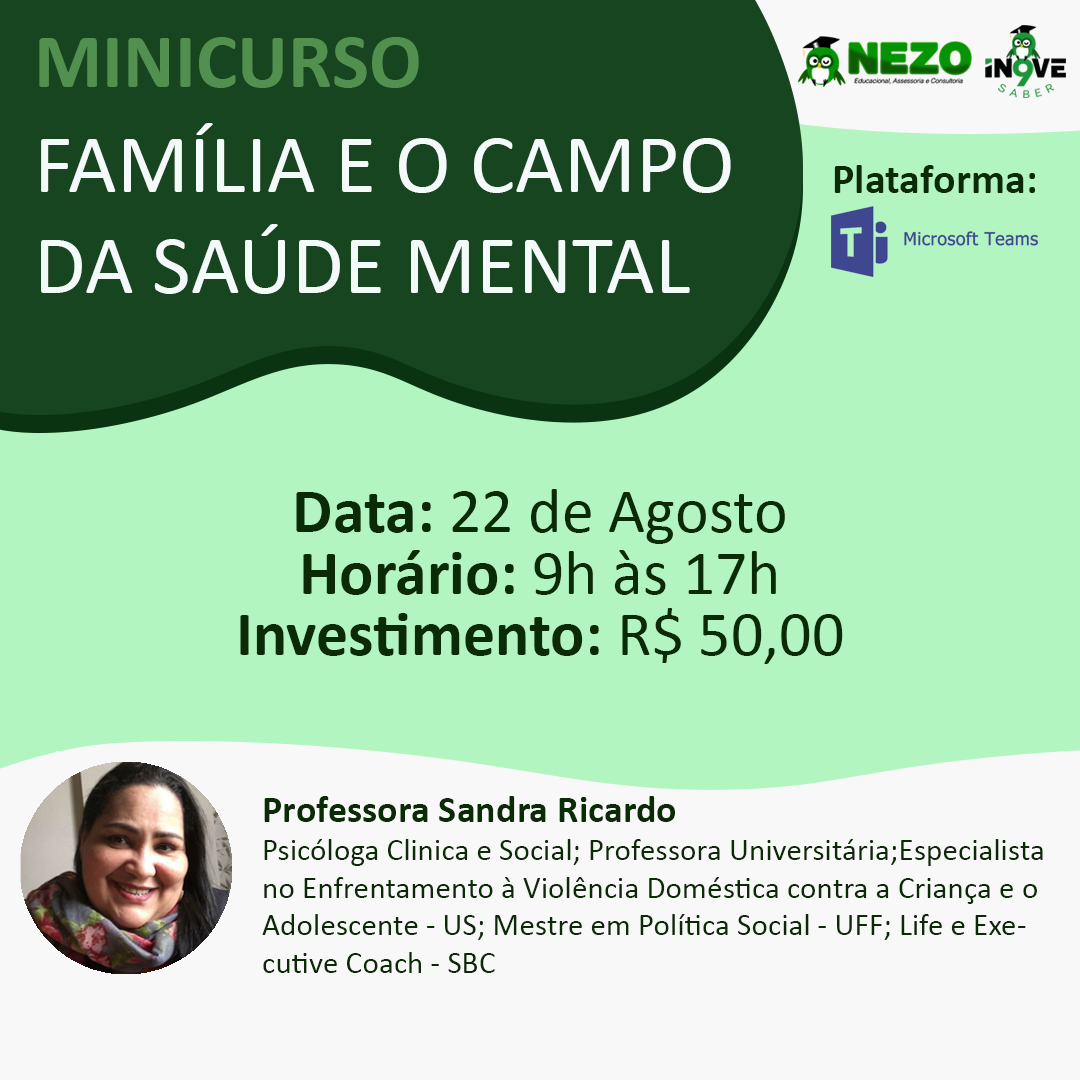 MINICURSO
FAMÍLIA E O CAMPO
DA SAÚDE MENTAL
NEZO
Educacional, Assessoria e Consultoria
IN9VE
SABER
Plataforma:
T
Microsoft Teams
Data: 22 de Agosto
Horário: 9h às 17h
Investimento: R$ 50,00
Professora Sandra Ricardo
Psicóloga Clinica e Social; Professora Universitária;Especialista
no Enfrentamento à Violência Doméstica contra a Criança e o
Adolescente - US; Mestre em Política Social - UFF; Life e Exe-
cutive Coach - SBC